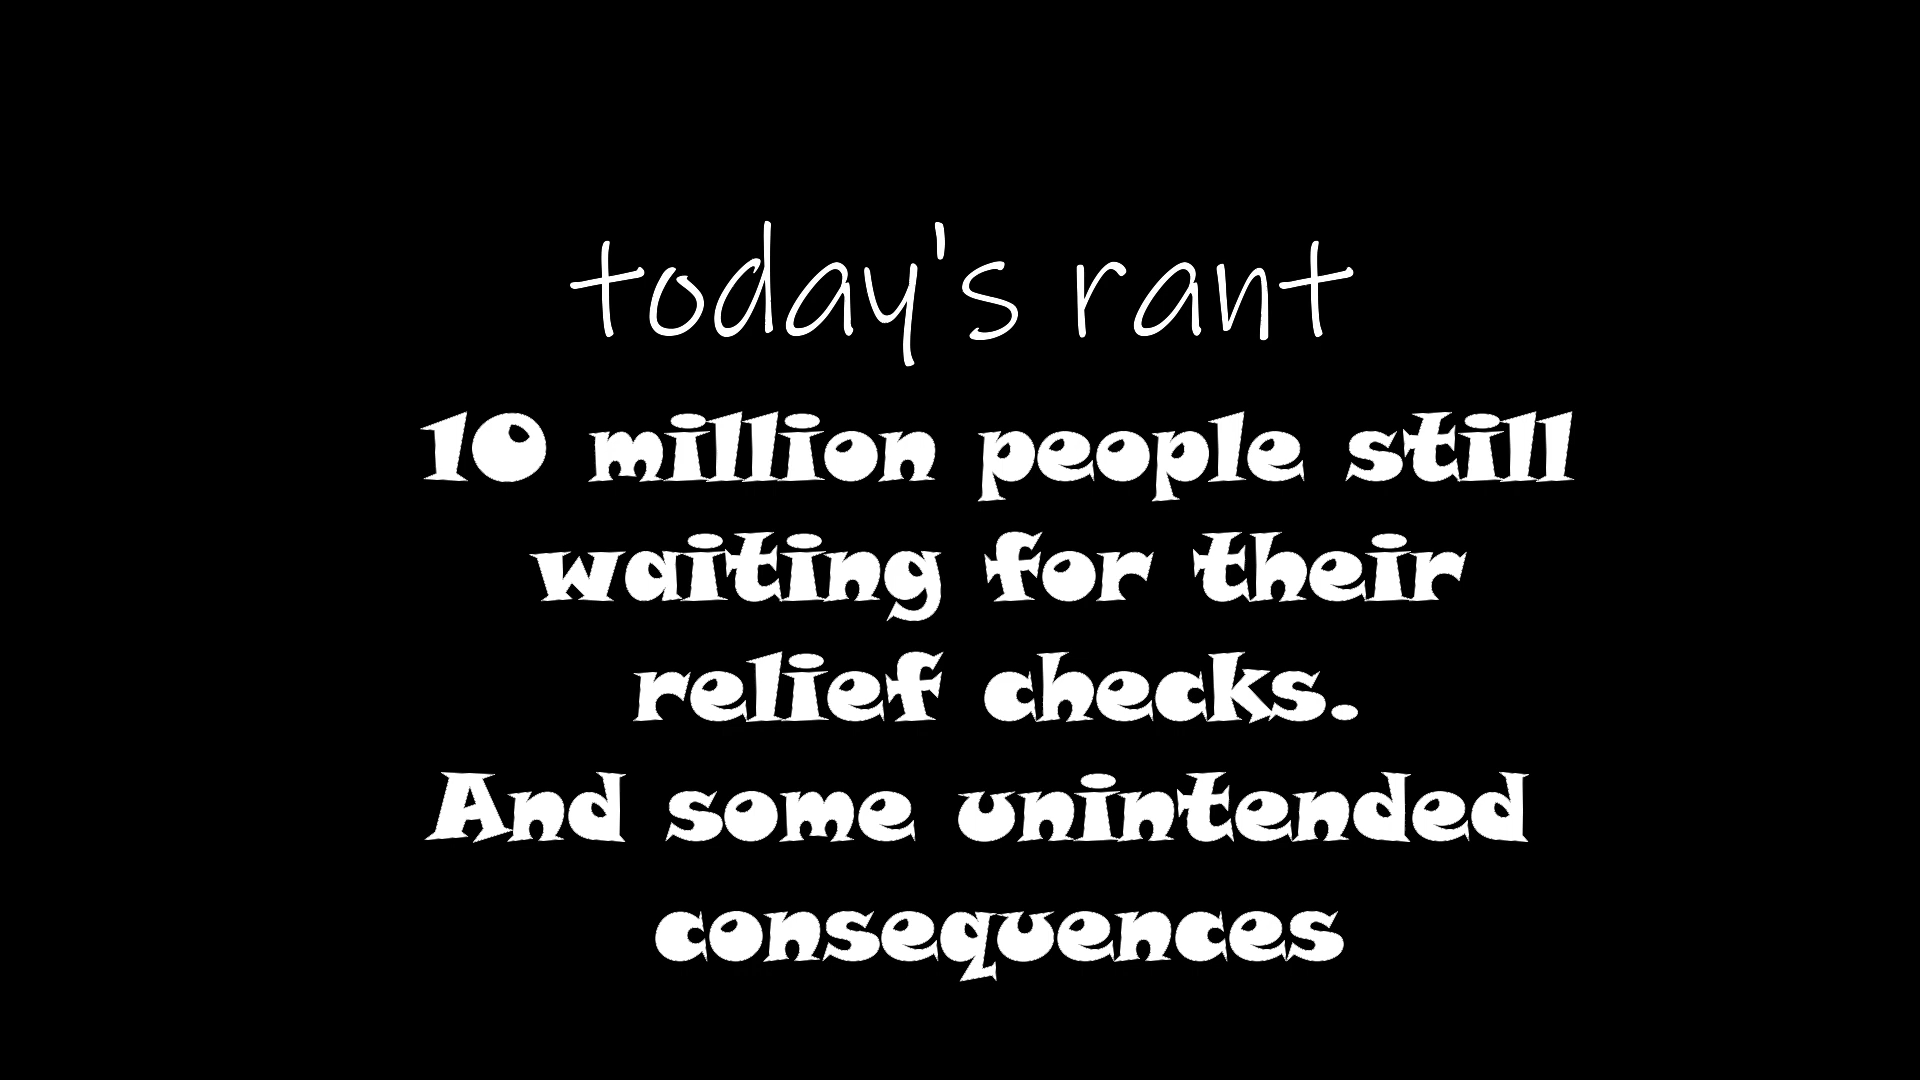 today's rant
10 million people still
waiting for their
relief checks.
And some unintended
consequences